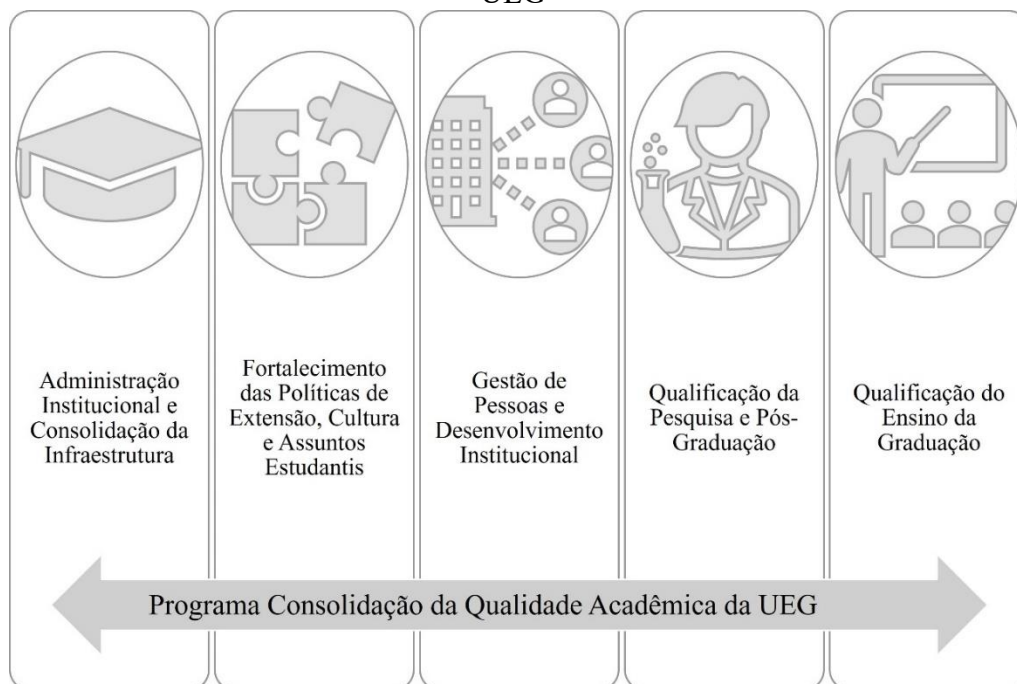 UEG
Administração
Institucional e
Consolidação da
Infraestrutura
Fortalecimento
das Políticas de
Extensão, Cultura
e Assuntos
Estudantis
Gestão de
Pessoas e
Desenvolvimento
Institucional
Qualificação da
Pesquisa e Pós-
Graduação
Qualificação do
Ensino da
Graduação
Programa Consolidação da Qualidade Acadêmica da UEG